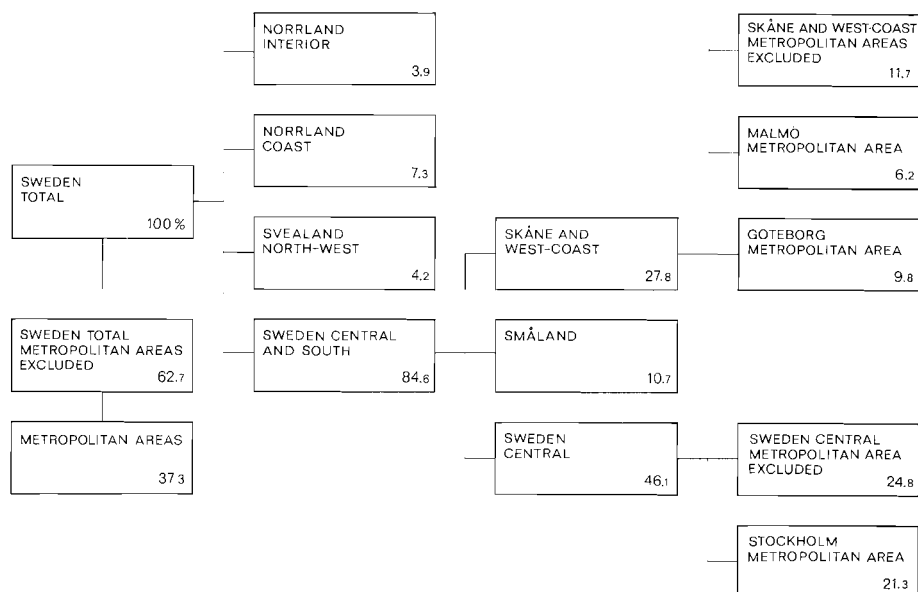 NORRLAND
INTERIOR
3.9
NORRLAND
COAST
7.3
SWEDEN
TOTAL
100%
SVEALAND
NORTH-WEST
4.2
SWEDEN TOTAL
METROPOLITAN AREAS
EXCLUDED
62.7
SWEDEN CENTRAL
AND SOUTH
84.6
METROPOLITAN AREAS
37 3
SKÅNE AND
WEST-COAST
27.8
SMÅLAND
10.7
SWEDEN
CENTRAL
46.1
SKÅNE AND WEST-COAST
METROPOLITAN AREAS
EXCLUDED
11.7
MALMÖ
METROPOLITAN AREA
6.2
GÖTEBORG
METROPOLITAN AREA
9.8
SWEDEN CENTRAL
METROPOLITAN AREA
EXCLUDED
24.8
STOCKHOLM
METROPOLITAN AREA
21.3